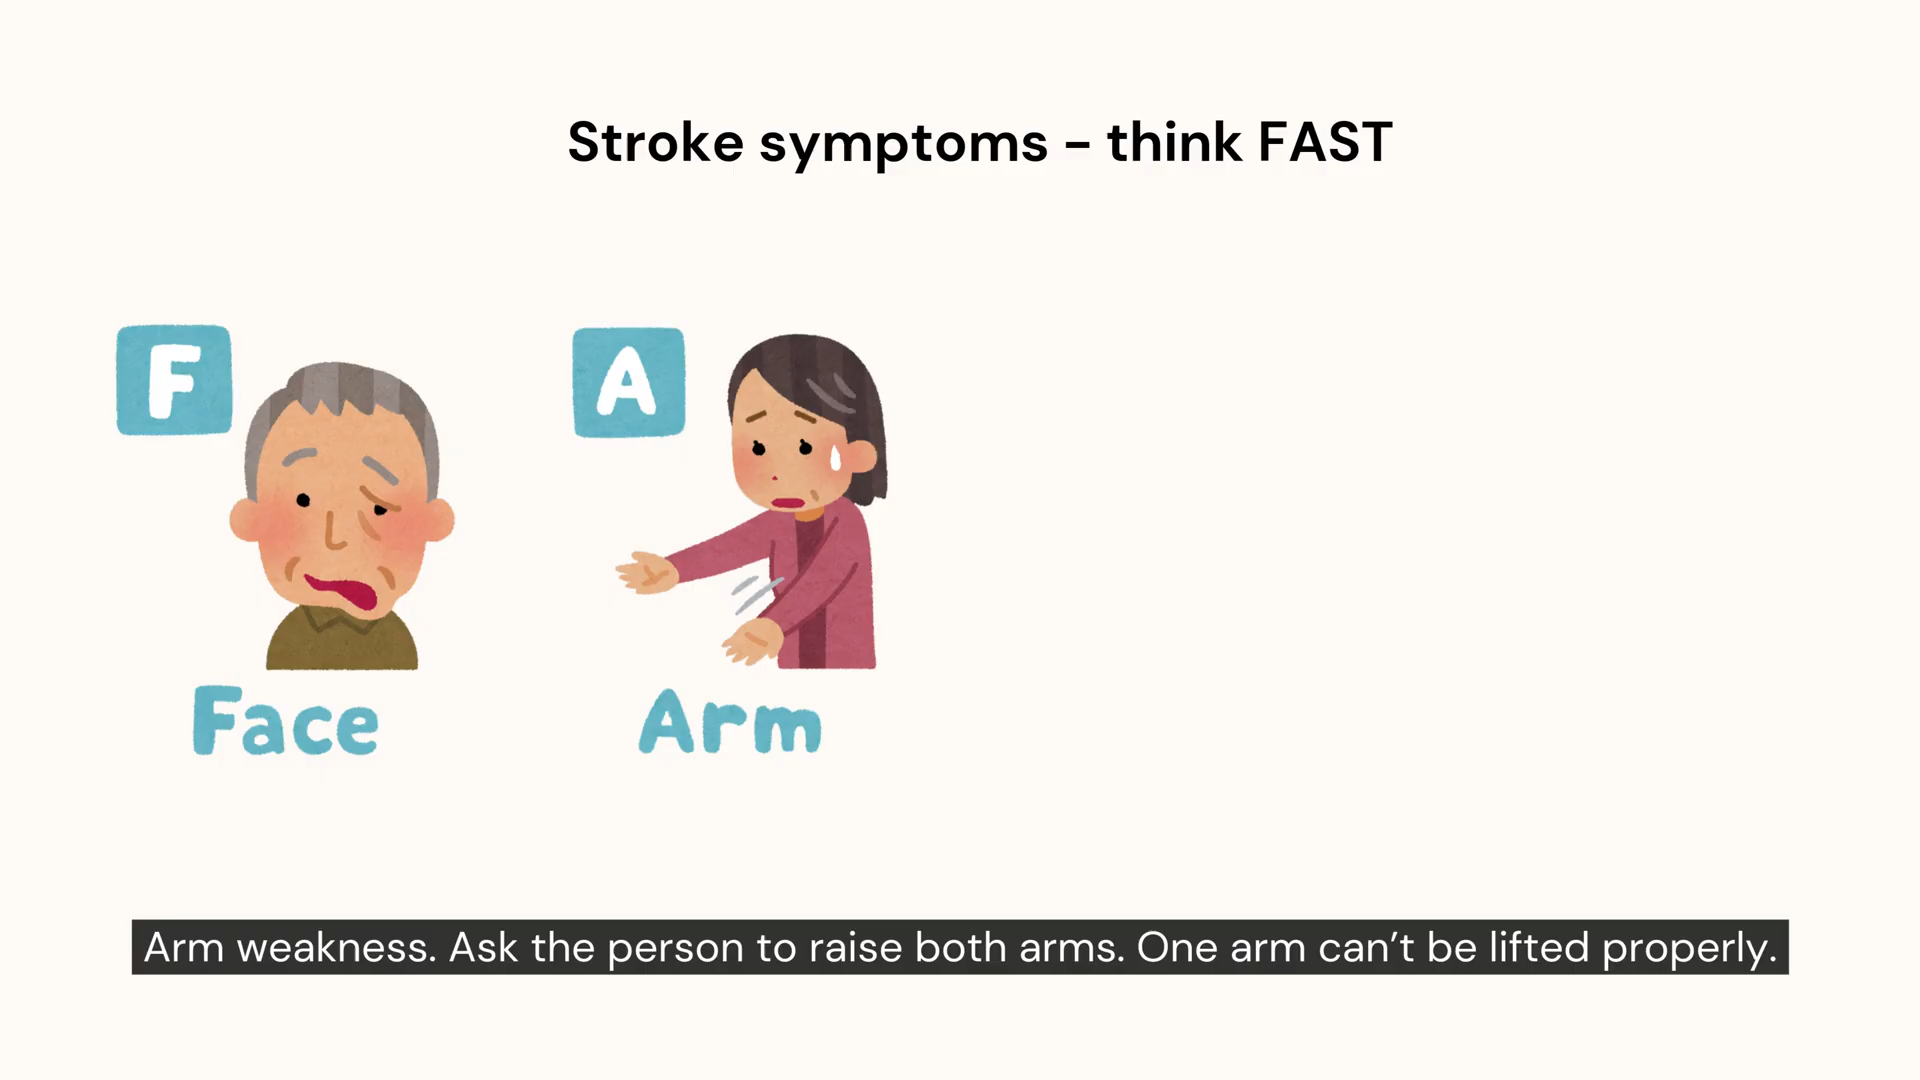 Stroke symptoms – think FAST
F
A
Face
Arm
Arm weakness. Ask the person to raise both arms. One arm can’t be lifted properly.